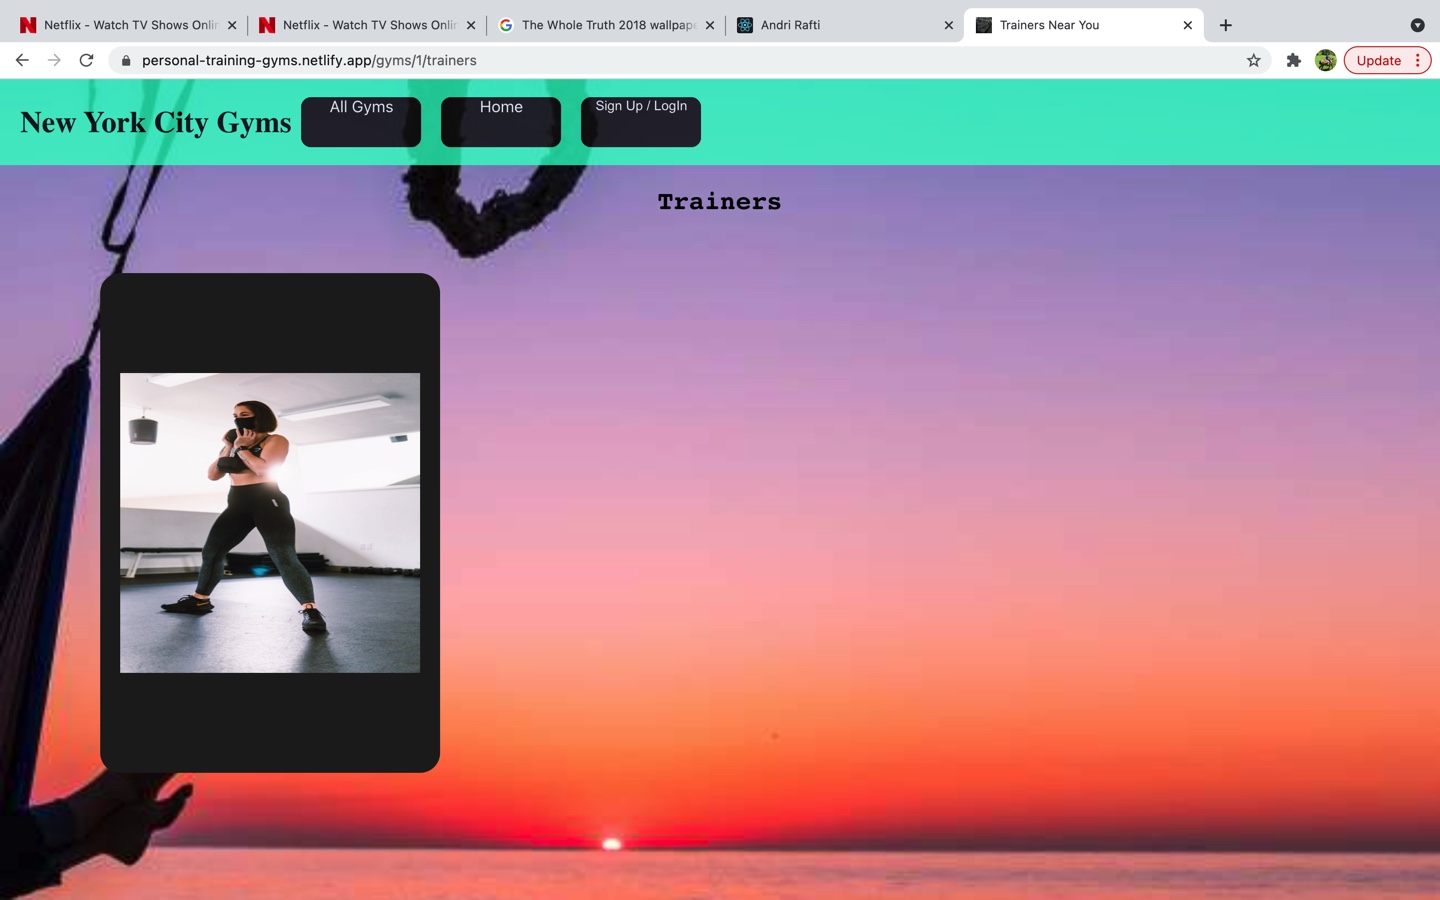 Netflix - Watch TV Shows Onlin
Netflix - Watch TV Shows Onlin
The Whole Truth 2018 wallpape
Andri Rafti
Trainers Near You
personal-training-gyms.netlify.app/gyms/1/trainers
Update
New York City Gyms
All Gyms
Home
Sign Up / LogIn
Trainers